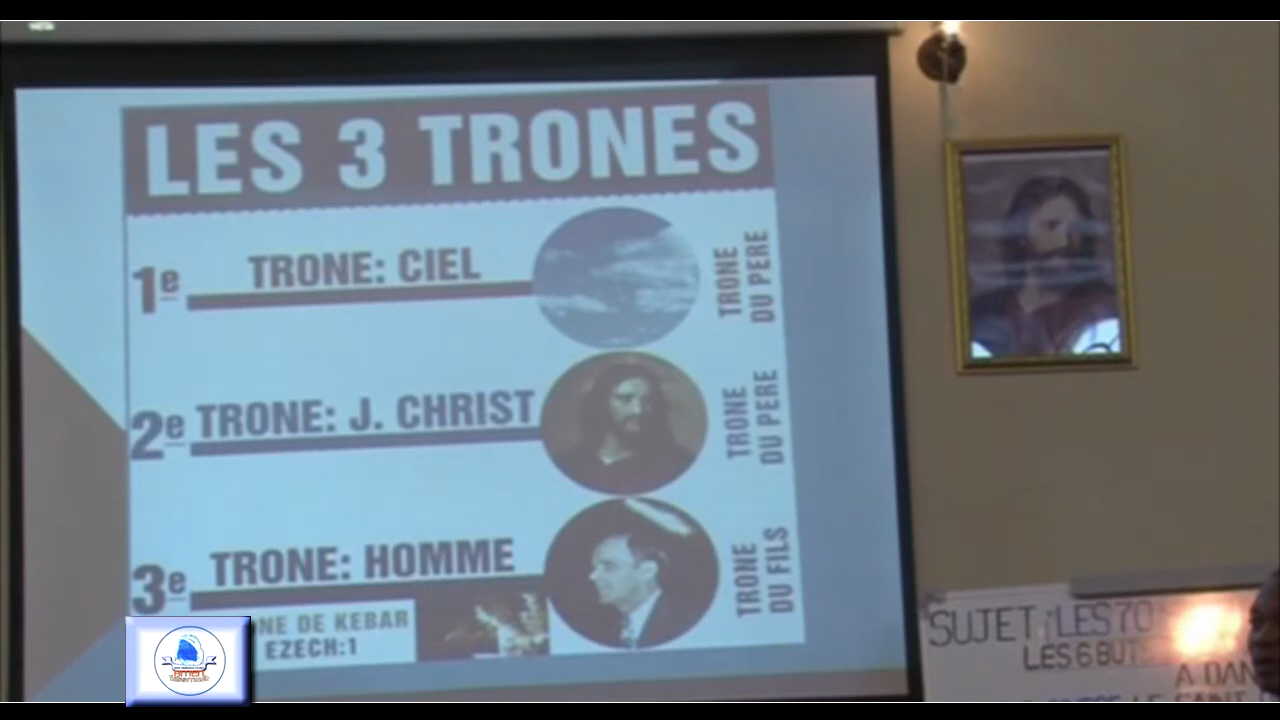 LES 3 TRONES
1e TRONE: CIEL
TRONE
DU PERE
2e TRONE: J. CHRIST
TRONE
DU PERE
3e TRONE: HOMME
TRONE
DU FILS
DE KEBAR
EZECH:1
SUJET: LES 70
LES 6 BUTS
A DAN